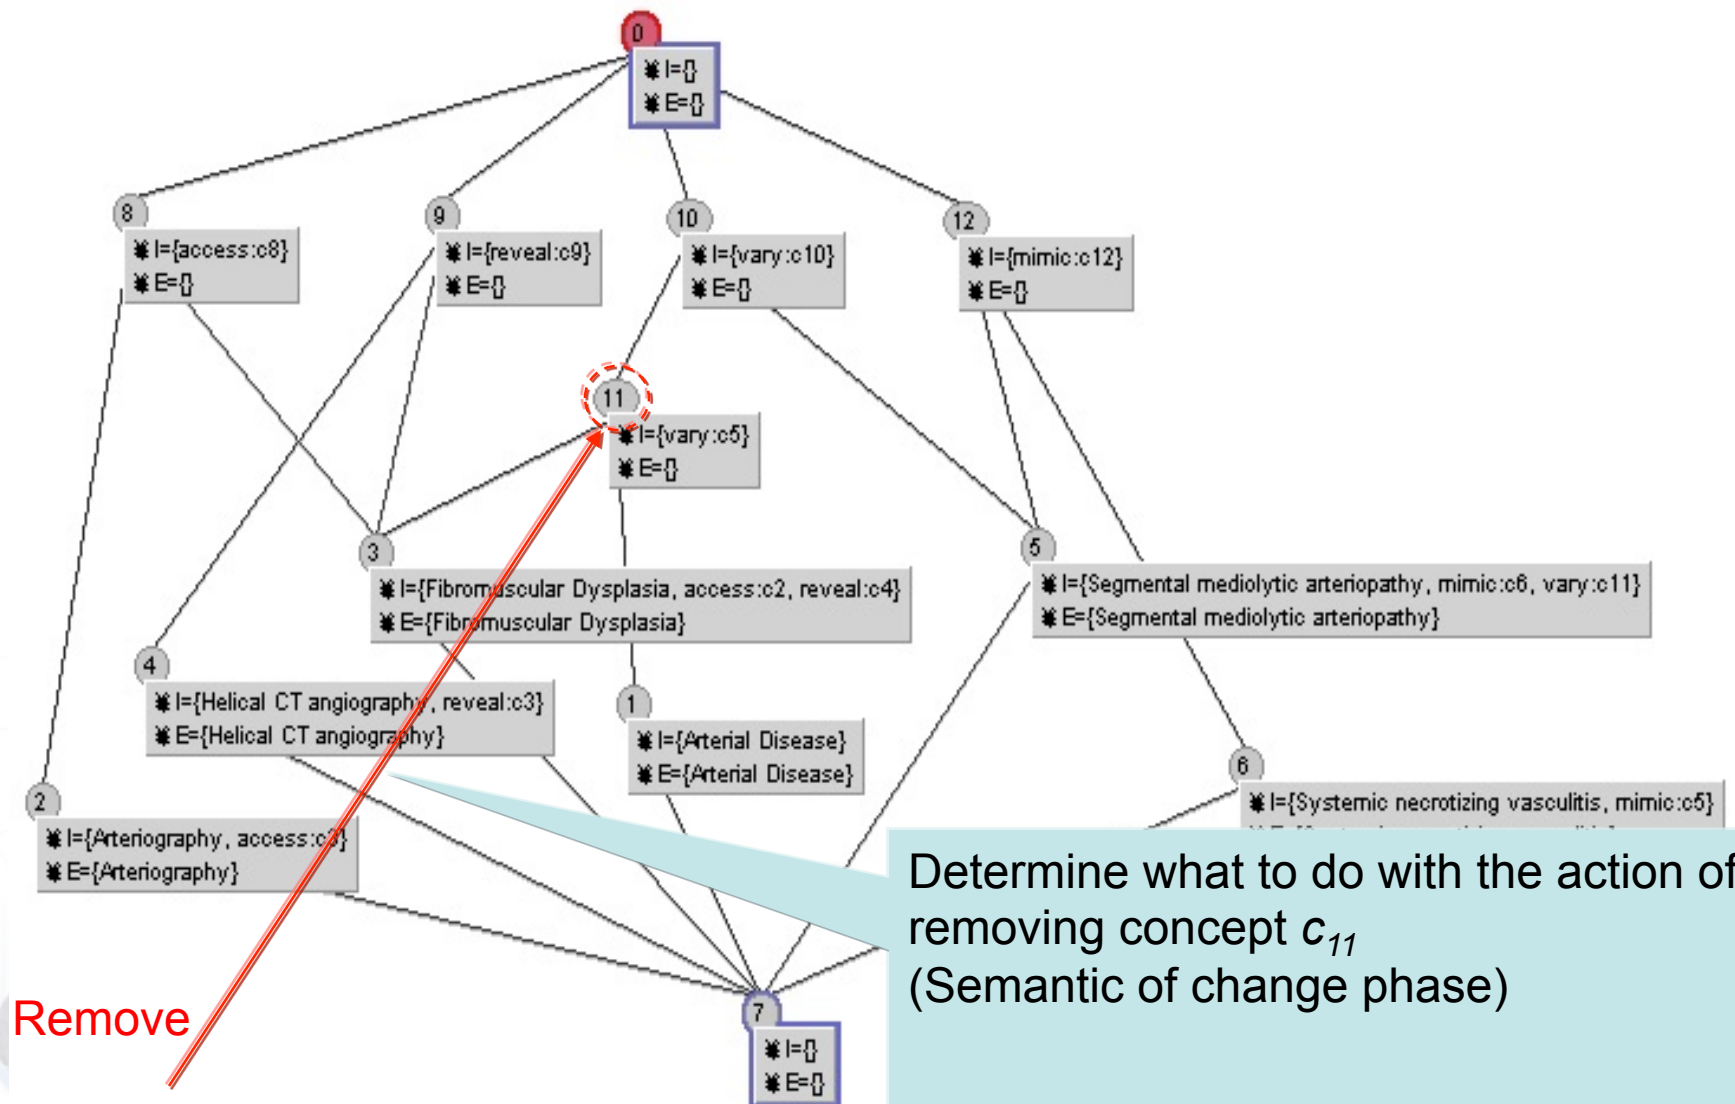 0
I={}
E={}
8
I={access:c8}
E={}
9
I={reveal:c9}
E={}
10
I={vary:c10}
E={}
12
I={mimic:c12}
E={}
11
I={vary:c5}
E={}
3
I={Fibromuscular Dysplasia, access:c2, reveal:c4}
E={Fibromuscular Dysplasia}
5
I={Segmental mediolytic arteriopathy, mimic:c6, vary:c11}
E={Segmental mediolytic arteriopathy}
4
I={Helical CT angiography, reveal:c3}
E={Helical CT angiography}
1
I={Arterial Disease}
E={Arterial Disease}
6
I={Systemic necrotizing vasculitis, mimic:c5}
2
I={Arteriography, access:c3}
E={Arteriography}
Determine what to do with the action of
removing concept c11
(Semantic of change phase)
Remove
7
I={}
E={}